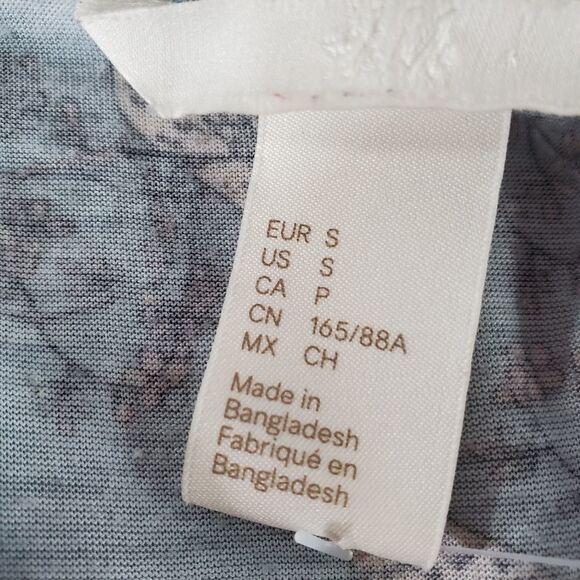 EUR S
US S
CA P
CN 165/88A
MX CH
Made in
Bangladesh
Fabriqué en
Bangladesh